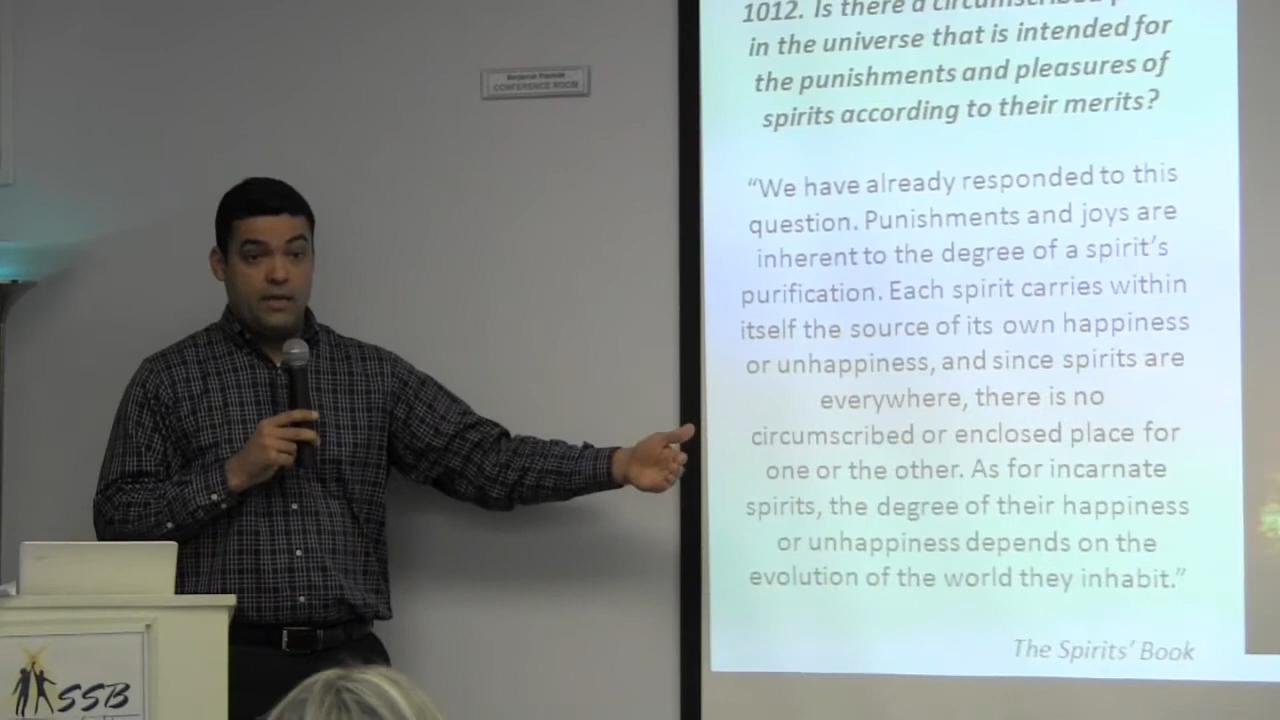 1012. Is there a circumscribed
in the universe that is intended for
the punishments and pleasures of
spirits according to their merits?
“We have already responded to this
question. Punishments and joys are
inherent to the degree of a spirit’s
purification. Each spirit carries within
itself the source of its own happiness
or unhappiness, and since spirits are
everywhere, there is no
circumscribed or enclosed place for
one or the other. As for incarnate
spirits, the degree of their happiness
or unhappiness depends on the
evolution of the world they inhabit.”
The Spirits’ Book
Benjamin Franklin
CONFERENCE ROOM
SSB